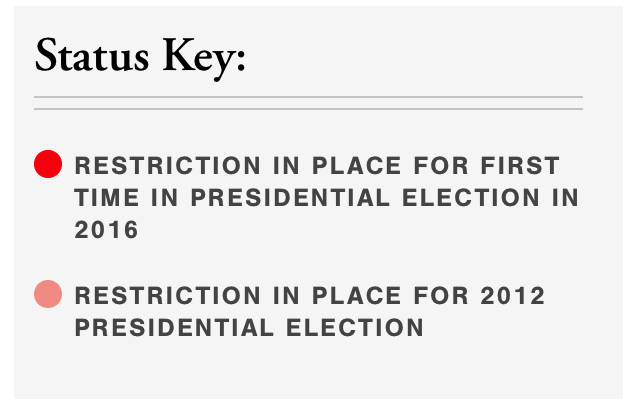 Status Key:
RESTRICTION IN PLACE FOR FIRST
TIME IN PRESIDENTIAL ELECTION IN
2016
RESTRICTION IN PLACE FOR 2012
PRESIDENTIAL ELECTION